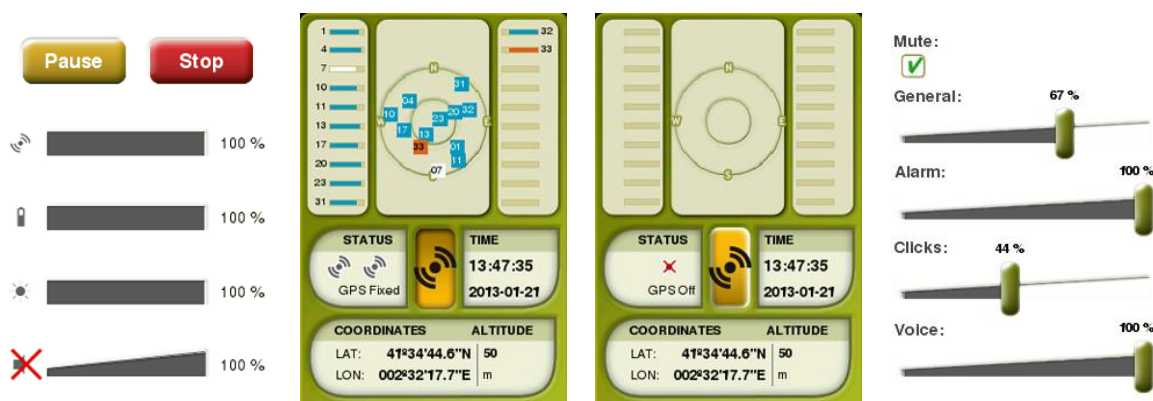 Pause Stop
100 %
100 %
100 %
100 %
1
4
7
10
11
13
17
20
23
31
32
33
N
31
04
10
20 32
W
23
E
17
13
33
01
11
07
STATUS
GPS Fixed
TIME
13:47:35
2013-01-21
COORDINATES ALTITUDE
LAT: 41º34'44.6"N 50
LON: 002º32'17.7"E m
N
W
E
S
STATUS
GPS Off
TIME
13:47:35
2013-01-21
COORDINATES ALTITUDE
LAT: 41º34'44.6"N 50
LON: 002º32'17.7"E m
Mute:
General:
67 %
Alarm:
100 %
Clicks:
44 %
Voice:
100 %